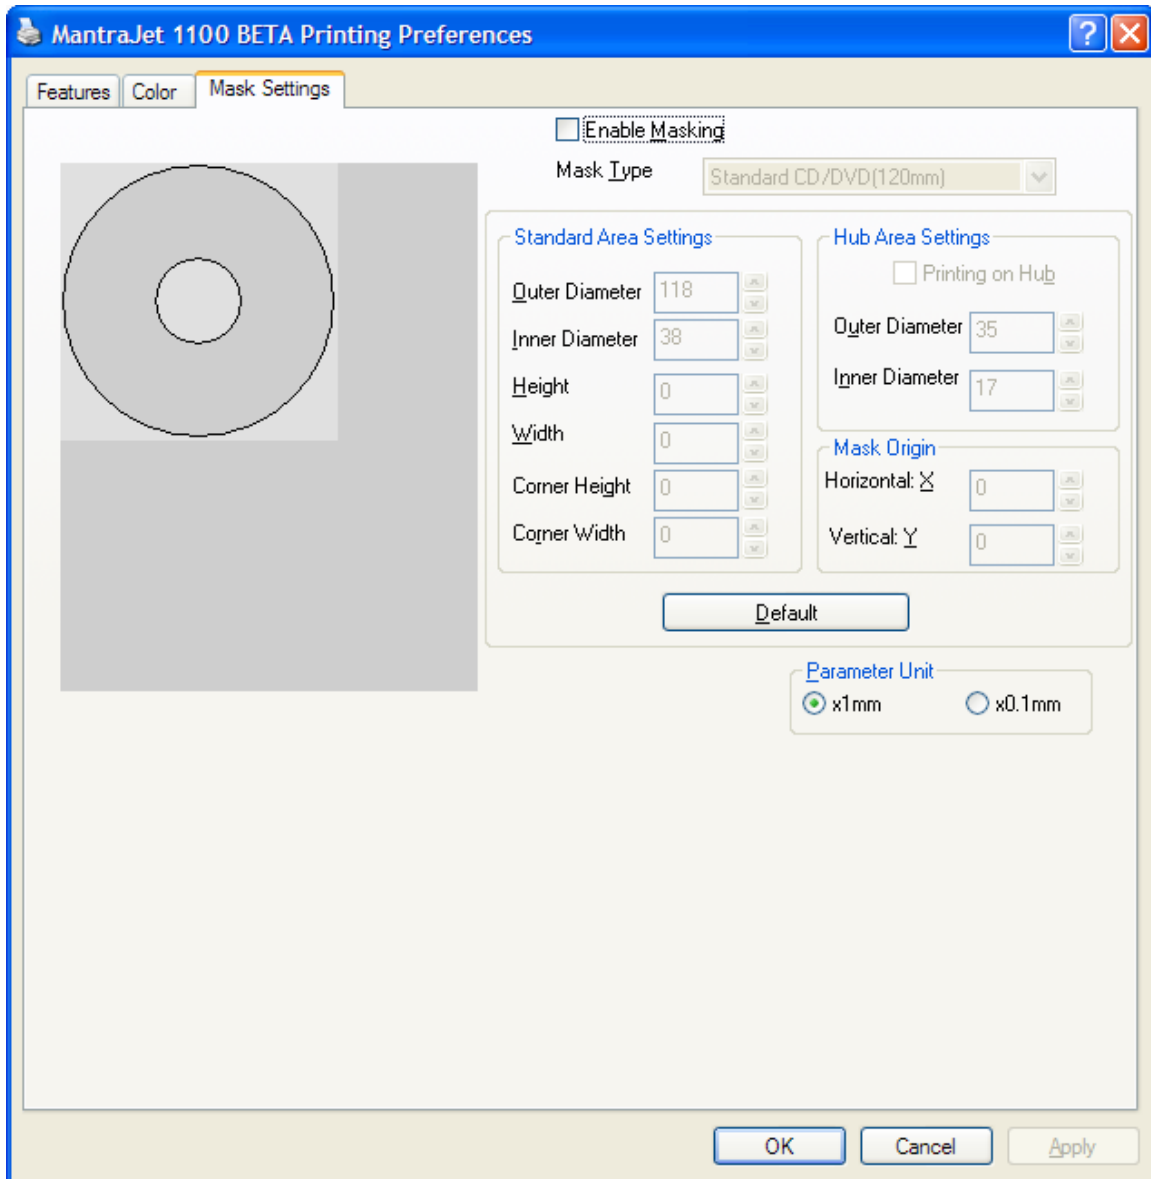 MantraJet 1100 BETA Printing Preferences
Features Color Mask Settings
Enable Masking
Mask Type Standard CD/DVD(120mm)
Standard Area Settings
Outer Diameter 118
Inner Diameter 38
Height 0
Width 0
Corner Height 0
Corner Width 0
Hub Area Settings
Printing on Hub
Outer Diameter 35
Inner Diameter 17
Mask Origin
Horizontal: X 0
Vertical: Y 0
Default
Parameter Unit
x1mm x0.1mm
OK Cancel Apply